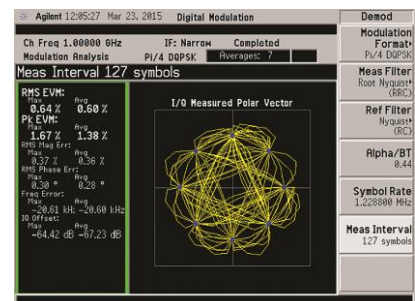 Agilent 12:05:27 Mar 23, 2015 Digital Modulation
Ch Freq 1.00000 GHz IF: Narrow Completed
Modulation Analysis Pi/4 DQPSK Averages: 7
Meas Interval 127 symbols
RMS EVM:
Max Avg
0.64 % 0.60 %
Pk EVM:
Max Avg
1.67 % 1.38 %
RMS Mag Err:
Max Avg
0.37 % 0.36 %
RMS Phase Err:
Max Avg
0.30 ° 0.28 °
Freq Error:
Max Avg
-20.61 kH: -20.60 kHz
IQ Offset:
Max Avg
-64.42 dB -67.23 dB
I/Q Measured Polar Vector
Demod
Modulation
Format
Pi/4 DQPSK
Meas Filter
Root Nyquist
(RRC)
Ref Filter
Nyquist
(RC)
Alpha/BT
0.44
Symbol Rate
1.228800 MHz
Meas Interval
127 symbols